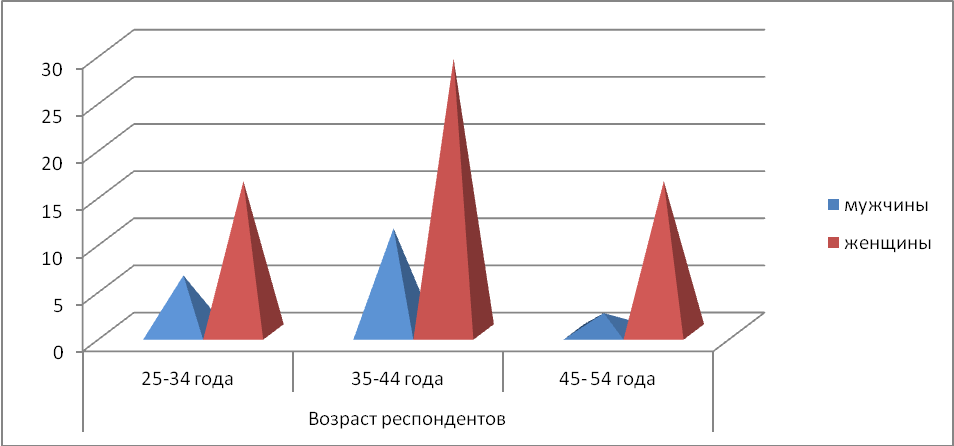 30
25
20
15
10
5
0
25-34 года
35-44 года
45- 54 года
Возраст респондентов
мужчины
женщины